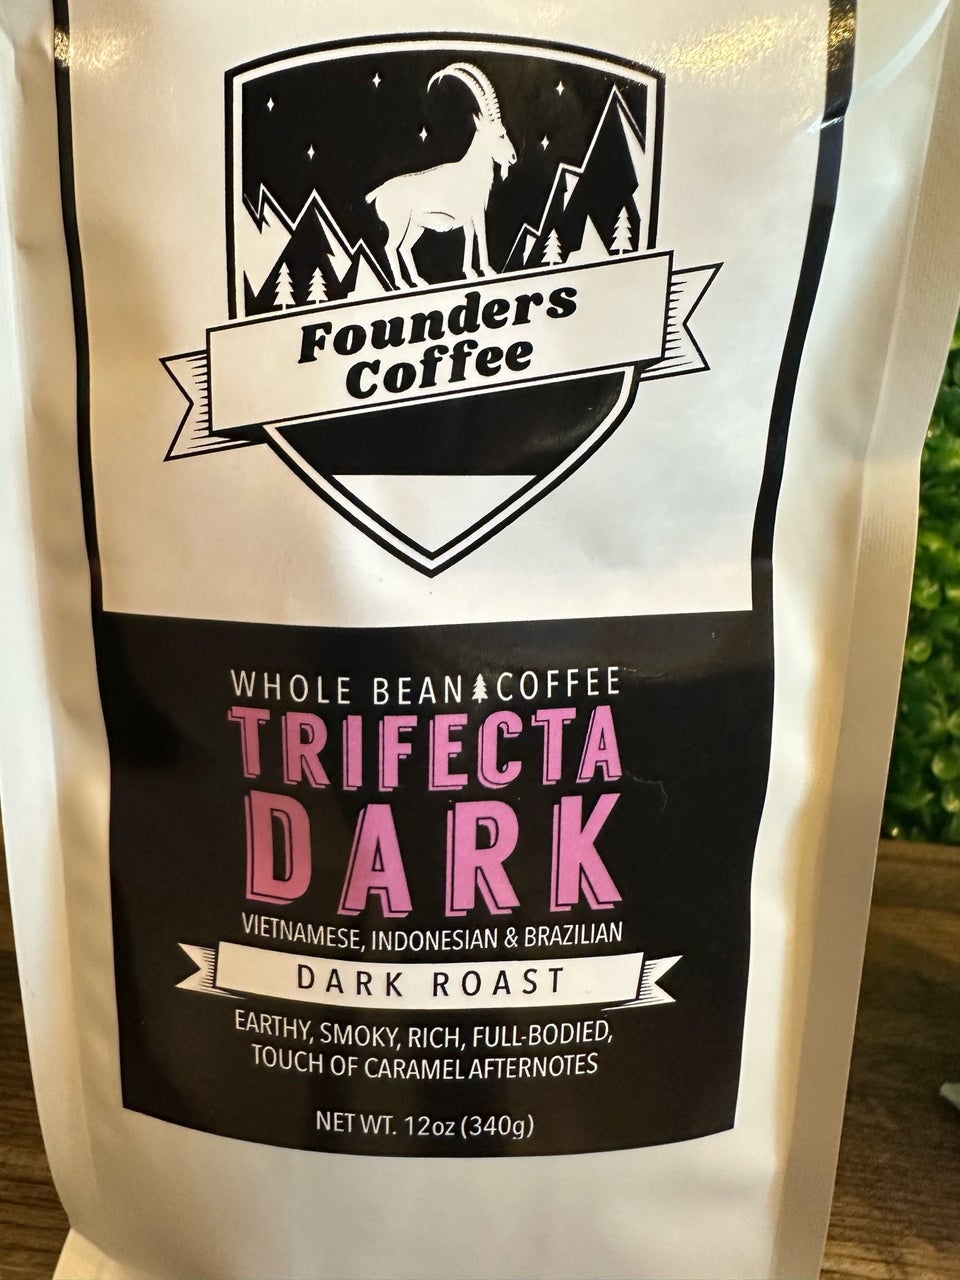 Founders
Coffee
WHOLE BEAN COFFEE
TRIFECTA
DARK
VIETNAMESE, INDONESIAN & BRAZILIAN
DARK ROAST
EARTHY, SMOKY, RICH, FULL-BODIED,
TOUCH OF CARAMEL AFTERNOTES
NET WT. 12oz (340g)